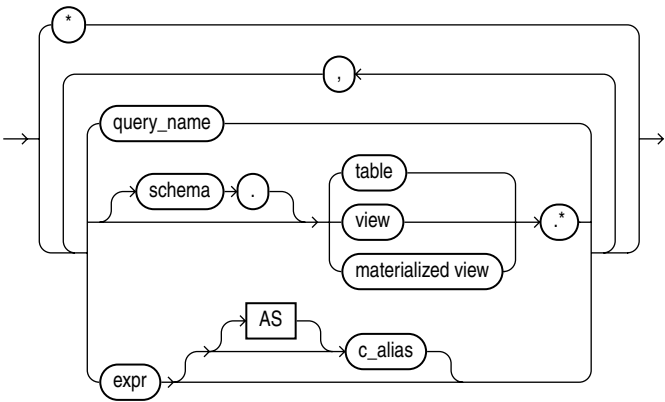 *
,
query_name
schema
.
table
view
.*
materialized view
AS
c_alias
expr